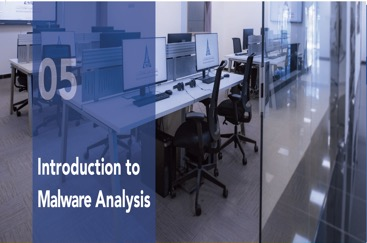 05
Introduction to
Malware Analysis